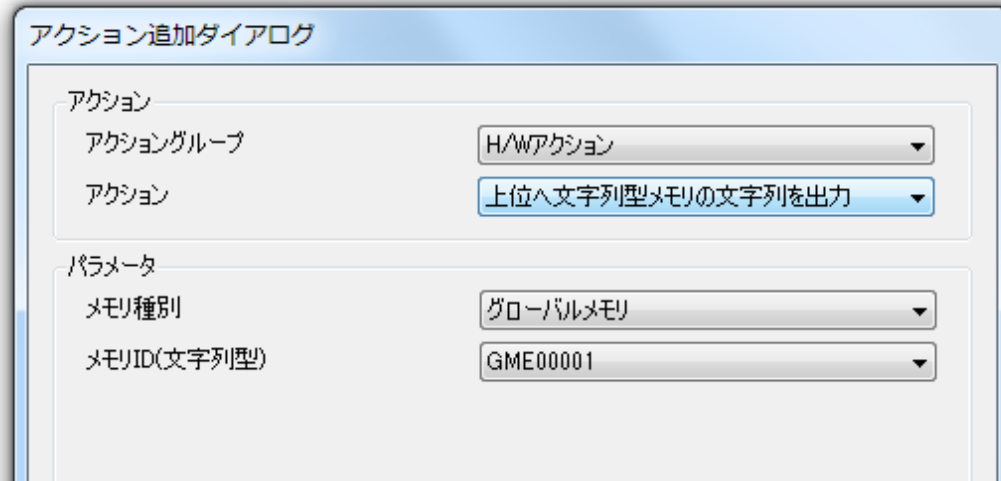 アクション追加ダイアログ
アクション
アクショングループ H/Wアクション
アクション 上位へ文字列型メモリの文字列を出力
パラメータ
メモリ種別 グローバルメモリ
メモリID(文字列型) GME00001